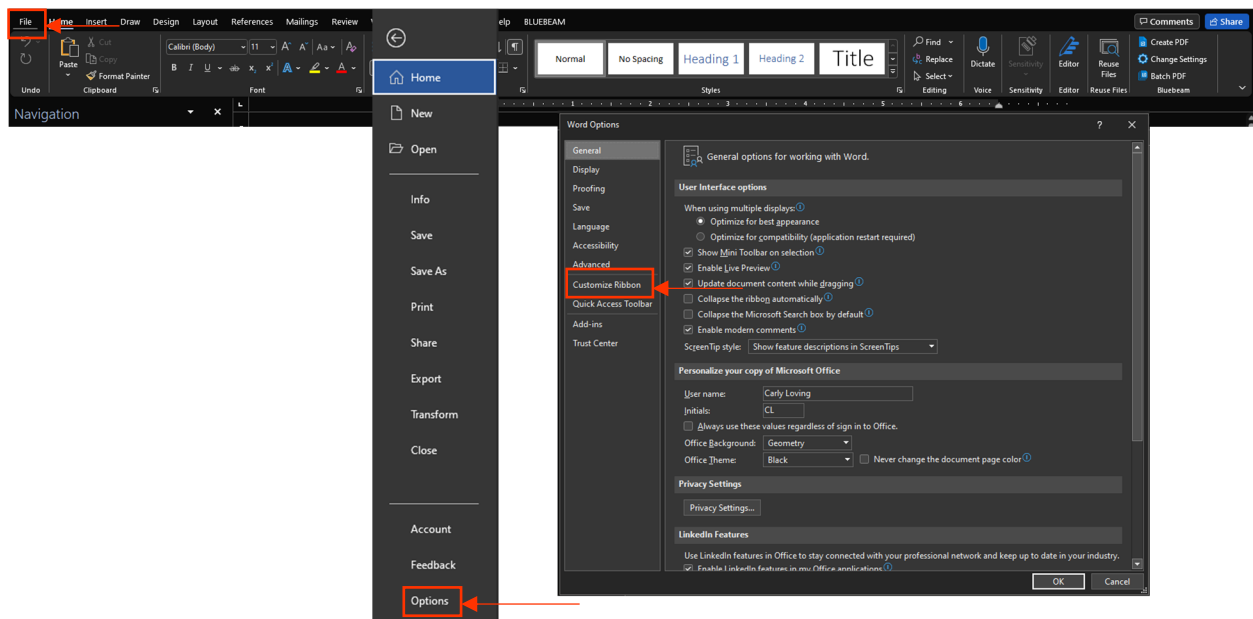 File Home Insert Draw Design Layout References Mailings Review elp BLUEBEAM Comments Share
Cut
Copy
Paste
Format Painter
Calibri (Body) 11
Normal No Spacing Heading 1 Heading 2 Title
Find
Replace
Select
Dictate
Sensitivity
Editor
Reuse
Files
Create PDF
Change Settings
Batch PDF
Undo Clipboard Font Styles Editing Voice Sensitivity Editor Reuse Files Bluebeam
Navigation
Home
New
Open
Info
Save
Save As
Print
Share
Export
Transform
Close
Account
Feedback
Options
Word Options
General
Display
Proofing
Save
Language
Accessibility
Advanced
Customize Ribbon
Quick Access Toolbar
Add-ins
Trust Center
General options for working with Word.
User Interface options
When using multiple displays:
Optimize for best appearance
Optimize for compatibility (application restart required)
Show Mini Toolbar on selection
Enable Live Preview
Update document content while dragging
Collapse the ribbon automatically
Collapse the Microsoft Search box by default
Enable modern comments
ScreenTip style: Show feature descriptions in ScreenTips
Personalize your copy of Microsoft Office
User name: Carly Loving
Initials: CL
Always use these values regardless of sign in to Office.
Office Background: Geometry
Office Theme: Black Never change the document page color
Privacy Settings
Privacy Settings...
LinkedIn Features
Use LinkedIn features in Office to stay connected with your professional network and keep up to date in your industry.
Enable LinkedIn features in my Office applications
OK Cancel